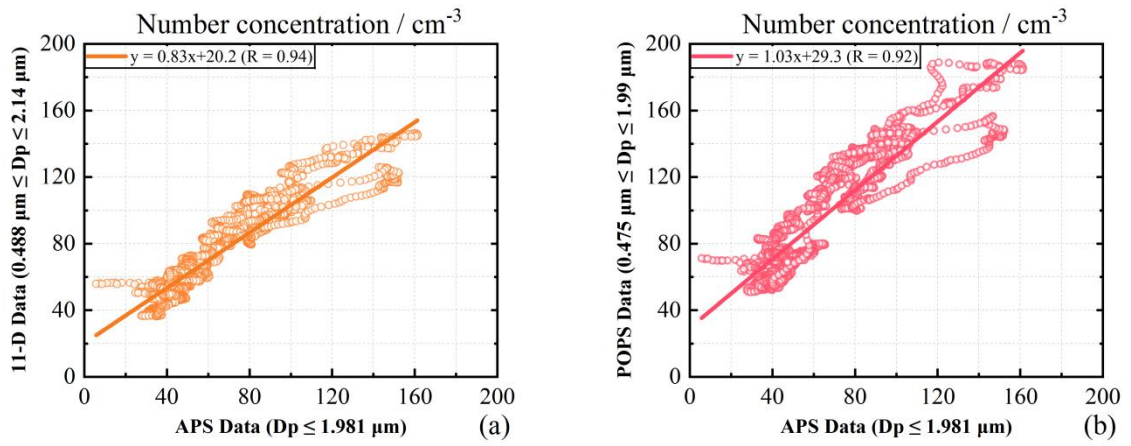 Number concentration / cm-3
y = 0.83x+20.2 (R = 0.94)
11-D Data (0.488 μm ≤ Dp ≤ 2.14 μm)
200
160
120
80
40
0
0 40 80 120 160 200
APS Data (Dp ≤ 1.981 μm)
(a)
Number concentration / cm-3
y = 1.03x+29.3 (R = 0.92)
POPS Data (0.475 μm ≤ Dp ≤ 1.99 μm)
200
160
120
80
40
0
0 40 80 120 160 200
APS Data (Dp ≤ 1.981 μm)
(b)